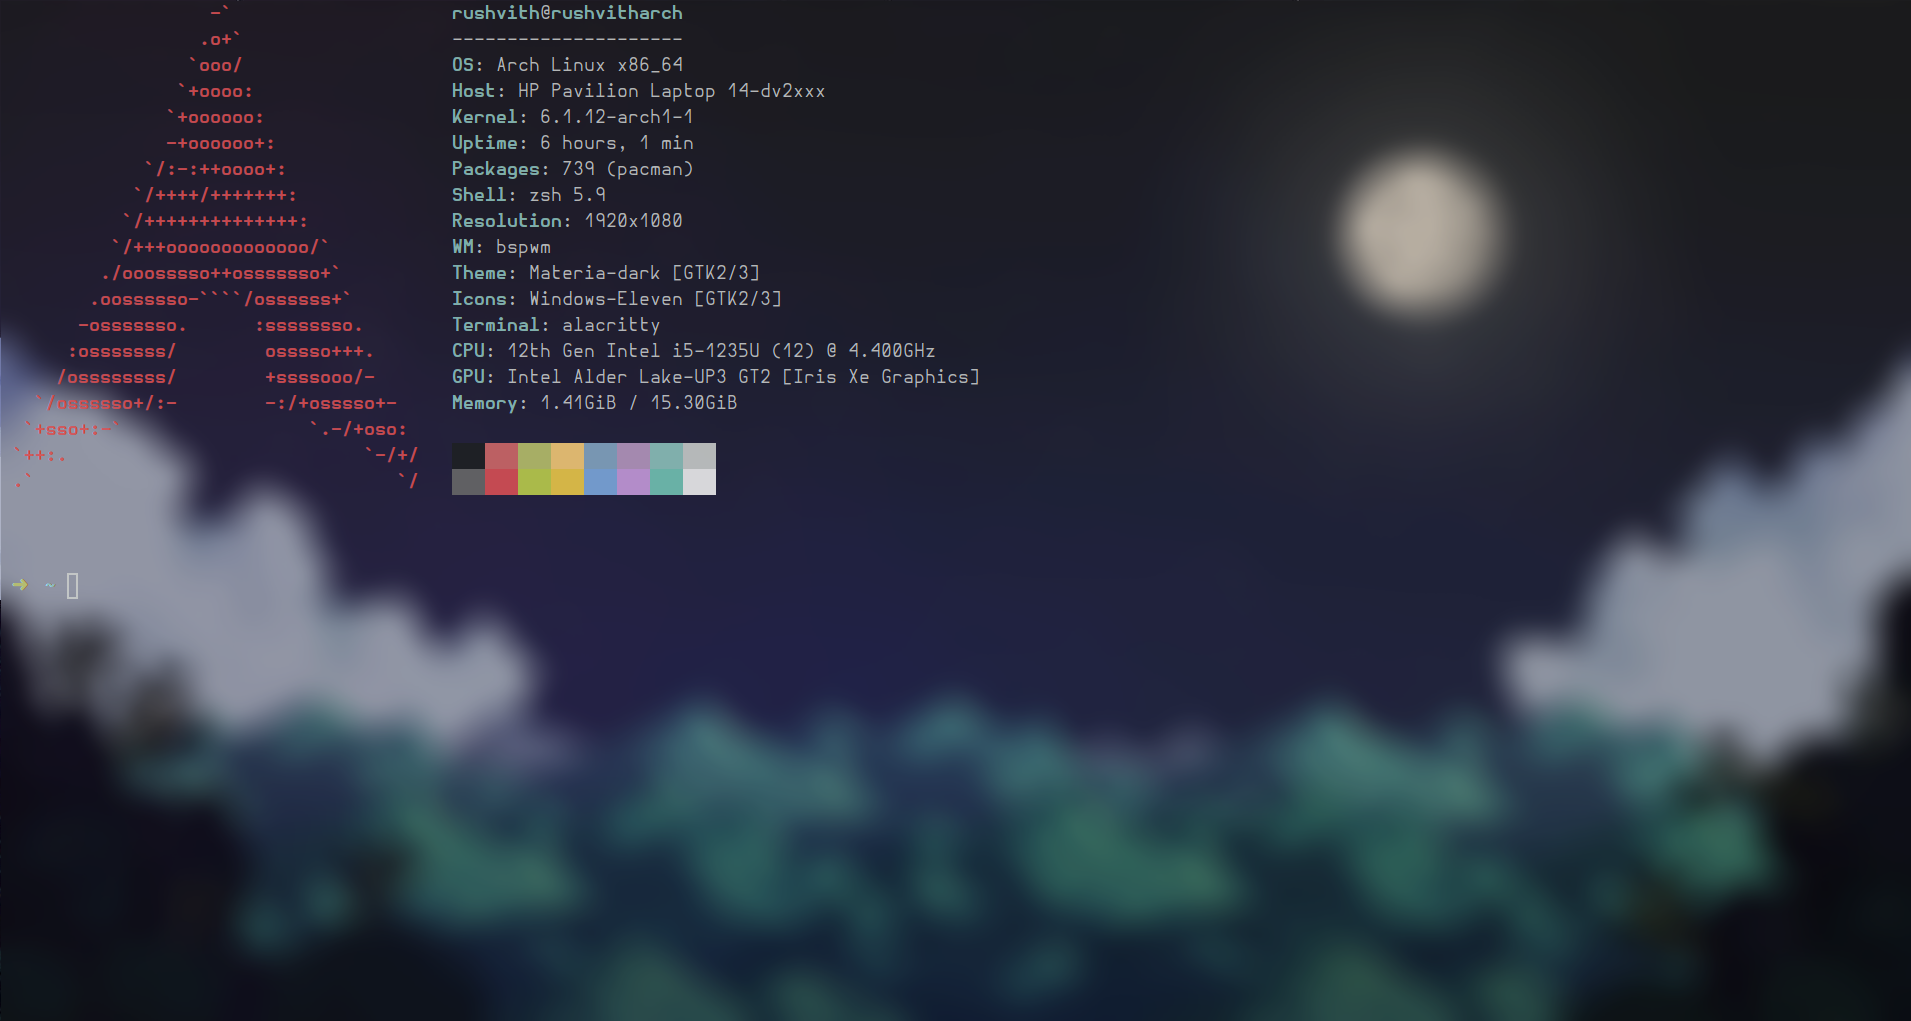 -`
.o+`
`ooo/
`+oooo:
`+oooooo:
-+oooooo+:
`/:-:++oooo+:
`/++++/+++++++:
`/++++++++++++++:
`/+++ooooooooooooo/`
./ooosssso++osssssso+`
.oossssso-````/ossssss+`
-osssssso. :ssssssso.
:osssssss/ osssso+++.
/ossssssss/ +ssssooo/-
`/ossssso+/:- -:/+osssso+-
`+sso+:-` `.-/+oso:
`++:. `-/+/
.` `/
rushvith@rushvitharch
---------------------
OS: Arch Linux x86_64
Host: HP Pavilion Laptop 14-dv2xxx
Kernel: 6.1.12-arch1-1
Uptime: 6 hours, 1 min
Packages: 739 (pacman)
Shell: zsh 5.9
Resolution: 1920x1080
WM: bspwm
Theme: Materia-dark [GTK2/3]
Icons: Windows-Eleven [GTK2/3]
Terminal: alacritty
CPU: 12th Gen Intel i5-1235U (12) @ 4.400GHz
GPU: Intel Alder Lake-UP3 GT2 [Iris Xe Graphics]
Memory: 1.41GiB / 15.30GiB
➜ ~